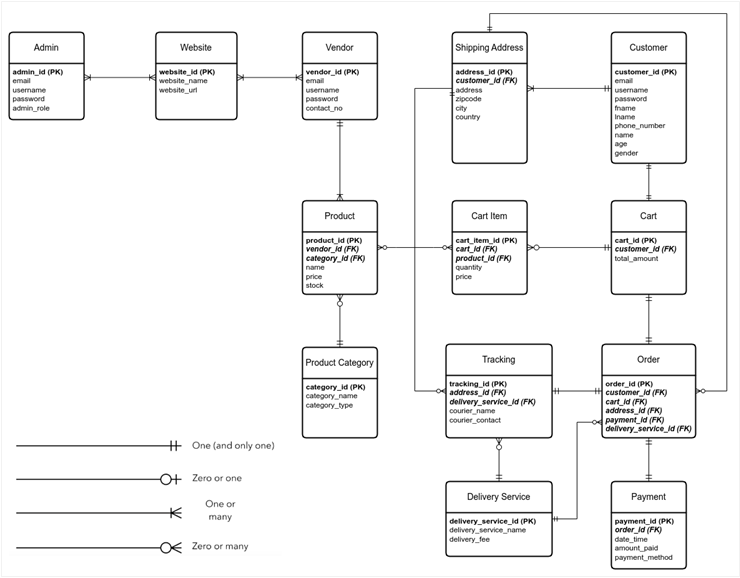 Admin
admin_id (PK)
email
username
password
admin_role
Website
website_id (PK)
website_name
website_url
Vendor
vendor_id (PK)
email
username
password
contact_no
Shipping Address
address_id (PK)
customer_id (FK)
address
zipcode
city
country
Customer
customer_id (PK)
email
username
password
fname
lname
phone_number
name
age
gender
Product
product_id (PK)
vendor_id (FK)
category_id (FK)
name
price
stock
Cart Item
cart_item_id (PK)
cart_id (FK)
product_id (FK)
quantity
price
Cart
cart_id (PK)
customer_id (FK)
total_amount
Product Category
category_id (PK)
category_name
category_type
Tracking
tracking_id (PK)
address_id (FK)
delivery_service_id (FK)
courier_name
courier_contact
Order
order_id (PK)
customer_id (FK)
cart_id (FK)
address_id (FK)
payment_id (FK)
delivery_service_id (FK)
Delivery Service
delivery_service_id (PK)
delivery_service_name
delivery_fee
Payment
payment_id (PK)
order_id (FK)
date_time
amount_paid
payment_method
One (and only one)
Zero or one
One or
many
Zero or many